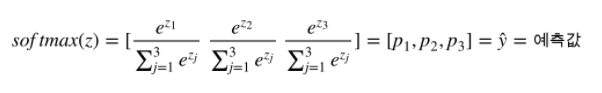 softmax(z) = [e^{z_1} / \sum_{j=1}^{3} e^{z_j}  e^{z_2} / \sum_{j=1}^{3} e^{z_j}  e^{z_3} / \sum_{j=1}^{3} e^{z_j}] = [p_1, p_2, p_3] = ŷ = 예측값